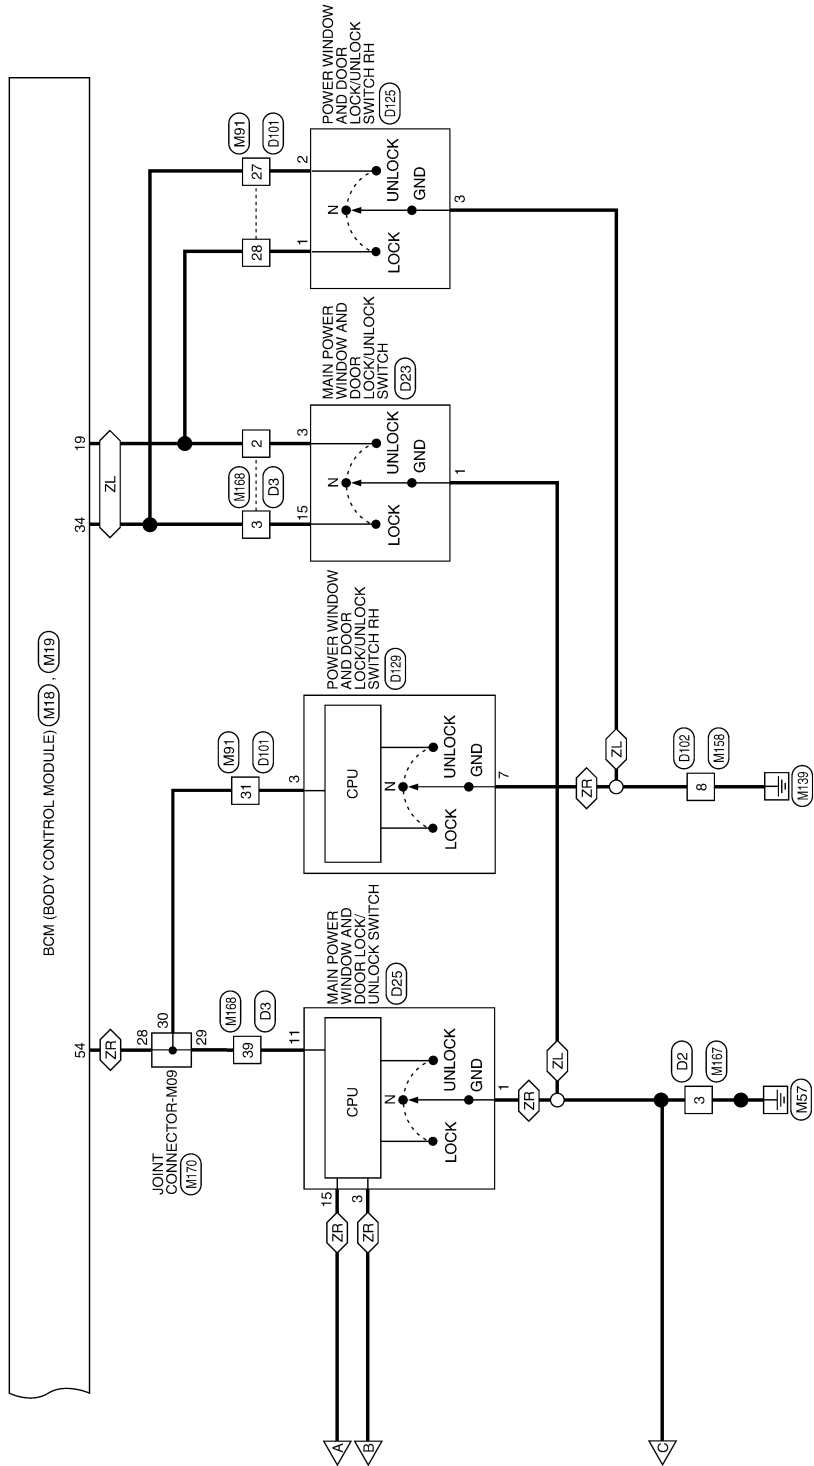 BCM (BODY CONTROL MODULE) M18 , M19
54
34
19
ZR
ZL
JOINT
CONNECTOR-M09
M170
28
30
29
39
M168
D3
31
M91
D101
3
M168
D3
2
28
M91
D101
27
15
3
11
3
15
3
1
2
MAIN POWER
WINDOW AND
DOOR LOCK/
UNLOCK SWITCH
D25
CPU
N
LOCK
UNLOCK
GND
1
POWER WINDOW
AND DOOR
LOCK/UNLOCK
SWITCH RH
D129
CPU
N
LOCK
UNLOCK
GND
7
MAIN POWER
WINDOW AND
DOOR
LOCK/UNLOCK
SWITCH
D23
N
LOCK
UNLOCK
GND
1
POWER WINDOW
AND DOOR
LOCK/UNLOCK
SWITCH RH
D125
N
LOCK
UNLOCK
GND
3
A
ZR
B
ZR
ZR
ZL
ZR
ZL
C
3
D2
M167
M57
8
D102
M158
M139